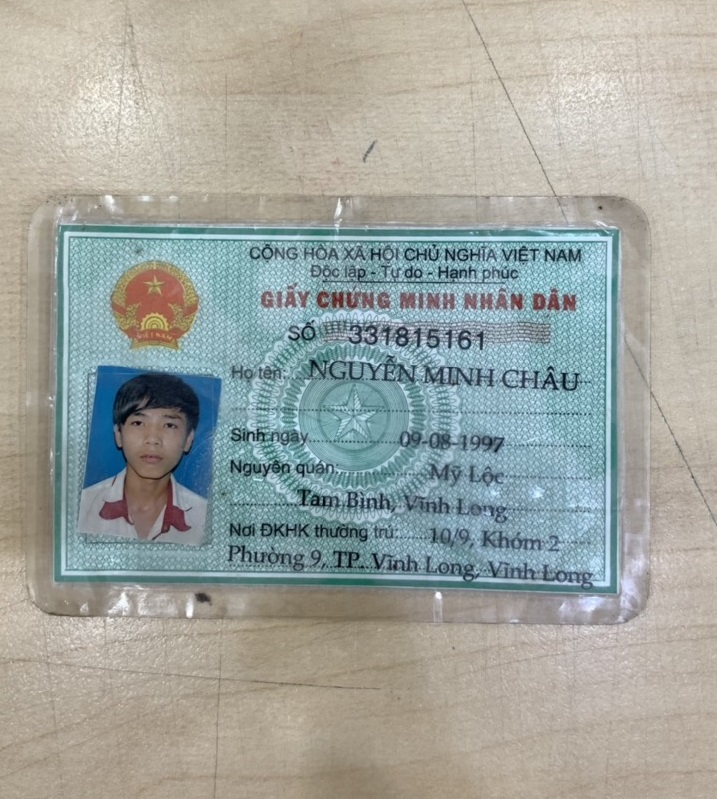 CỘNG HÒA XÃ HỘI CHỦ NGHĨA VIỆT NAM
Độc lập - Tự do - Hạnh phúc
GIẤY CHỨNG MINH NHÂN DÂN
SỐ 331815161
Họ tên: NGUYỄN MINH CHÂU
Sinh ngày 09-08-1997
Nguyên quán: Mỹ Lộc
Tam Bình, Vĩnh Long
Nơi ĐKHK thường trú: 10/9, Khóm 2
Phường 9, TP. Vĩnh Long, Vĩnh Long
VIỆT NAM